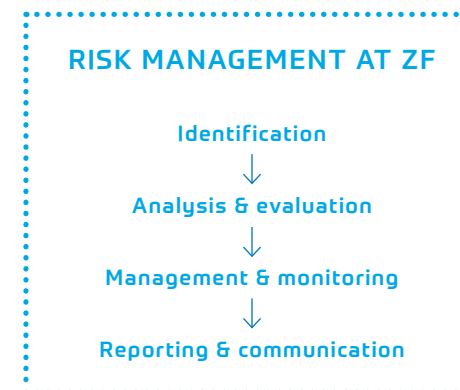 RISK MANAGEMENT AT ZF
Identification
Analysis & evaluation
Management & monitoring
Reporting & communication